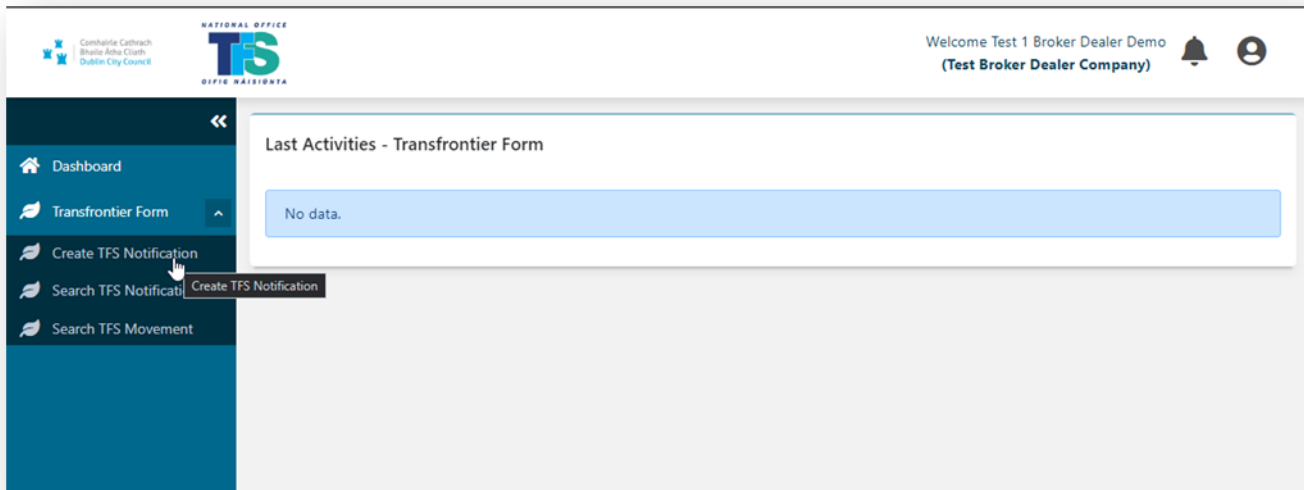 Comhairle Cathrach
Bhaile Átha Cliath
Dublin City Council
NATIONAL OFFICE
TFS
OIFIG NÁISIÚNTA
Welcome Test 1 Broker Dealer Demo
(Test Broker Dealer Company)
Last Activities - Transfrontier Form
No data.
Dashboard
Transfrontier Form
Create TFS Notification
Create TFS Notification
Search TFS Notificati
Search TFS Movement